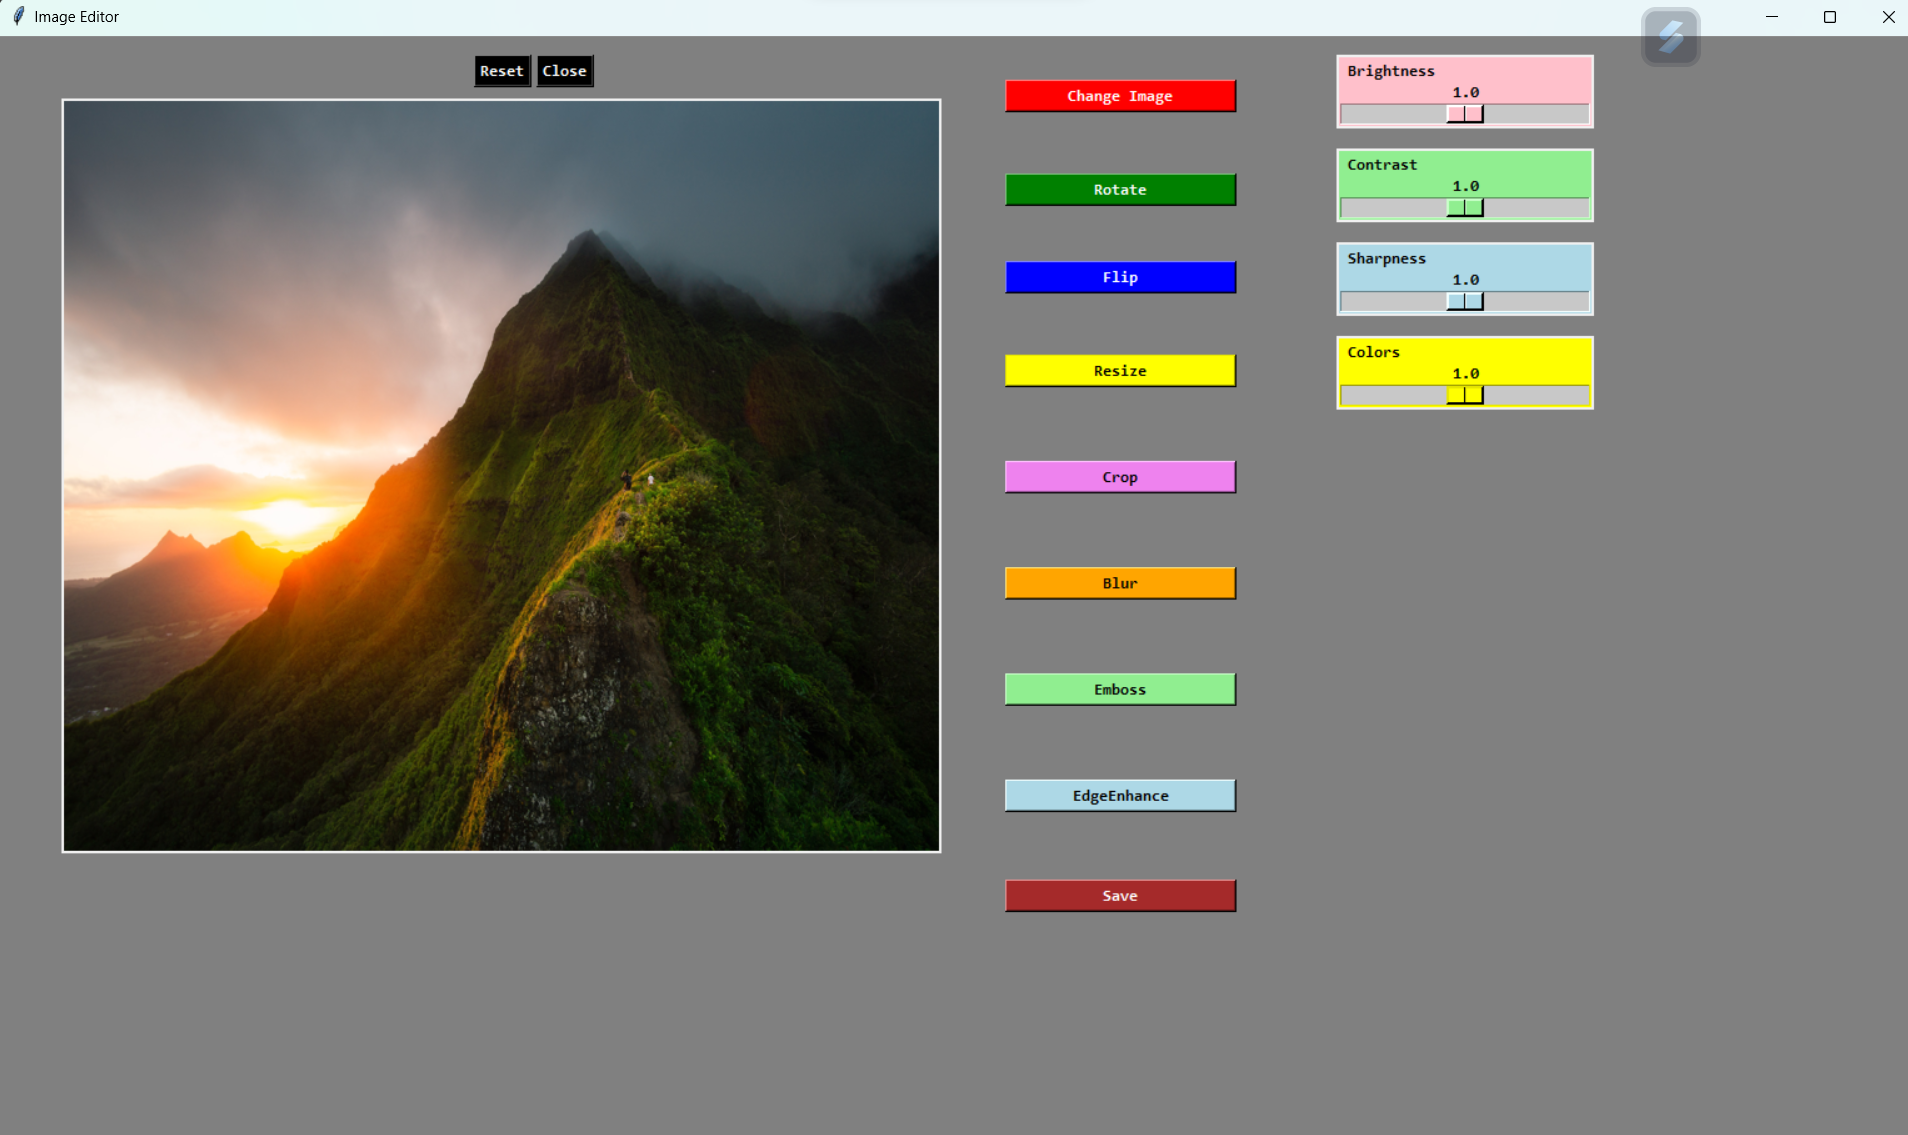 Image Editor
Reset
Close
Change Image
Rotate
Flip
Resize
Crop
Blur
Emboss
EdgeEnhance
Save
Brightness
1.0
Contrast
1.0
Sharpness
1.0
Colors
1.0